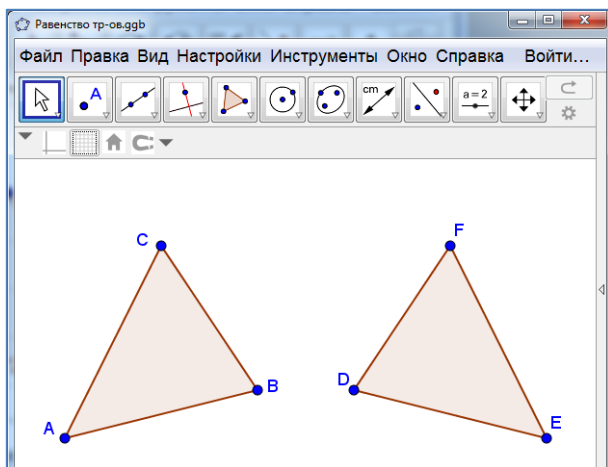 Равенство тр-ов.ggb
Файл Правка Вид Настройки Инструменты Окно Справка Войти…
A cm a = 2
C F
B D
A E